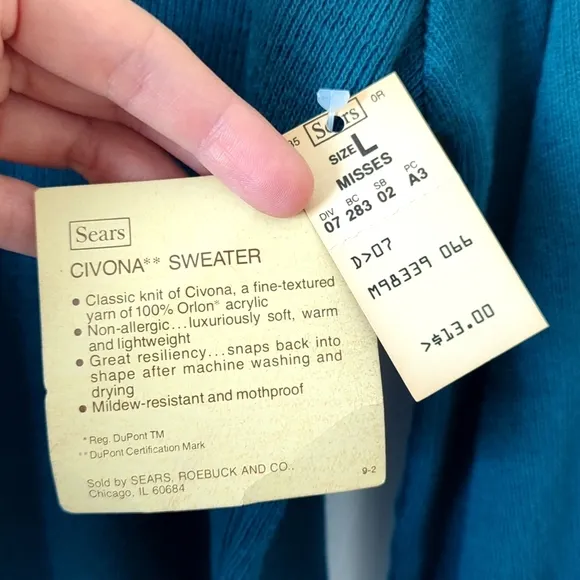 Sears
CIVONA** SWEATER
• Classic knit of Civona, a fine-textured
yarn of 100% Orlon* acrylic
• Non-allergic...luxuriously soft, warm
and lightweight
• Great resiliency...snaps back into
shape after machine washing and
drying
• Mildew-resistant and mothproof
* Reg. DuPont TM
** DuPont Certification Mark
Sold by SEARS, ROEBUCK AND CO..
Chicago, IL 60684
9-2
Sears
OR
SIZE L
MISSES
DIV BC SB PC
07 283 02 A3
D>07
M98339 066
>$13.00